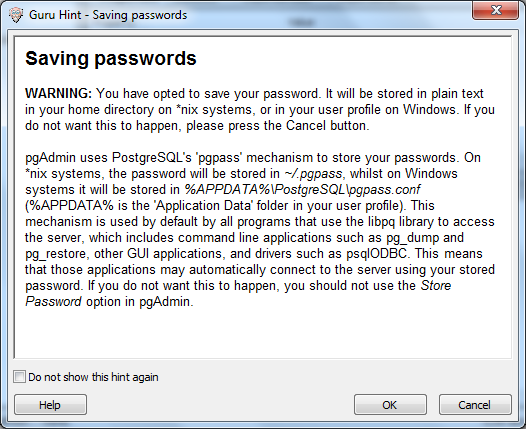 Guru Hint - Saving passwords
Saving passwords
WARNING: You have opted to save your password. It will be stored in plain text
in your home directory on *nix systems, or in your user profile on Windows. If you
do not want this to happen, please press the Cancel button.
pgAdmin uses PostgreSQL's 'pgpass' mechanism to store your passwords. On
*nix systems, the password will be stored in ~/.pgpass, whilst on Windows
systems it will be stored in %APPDATA%\PostgreSQL\pgpass.conf
(%APPDATA% is the 'Application Data' folder in your user profile). This
mechanism is used by default by all programs that use the libpq library to access
the server, which includes command line applications such as pg_dump and
pg_restore, other GUI applications, and drivers such as psqlODBC. This means
that those applications may automatically connect to the server using your stored
password. If you do not want this to happen, you should not use the Store
Password option in pgAdmin.
Do not show this hint again
Help
OK
Cancel